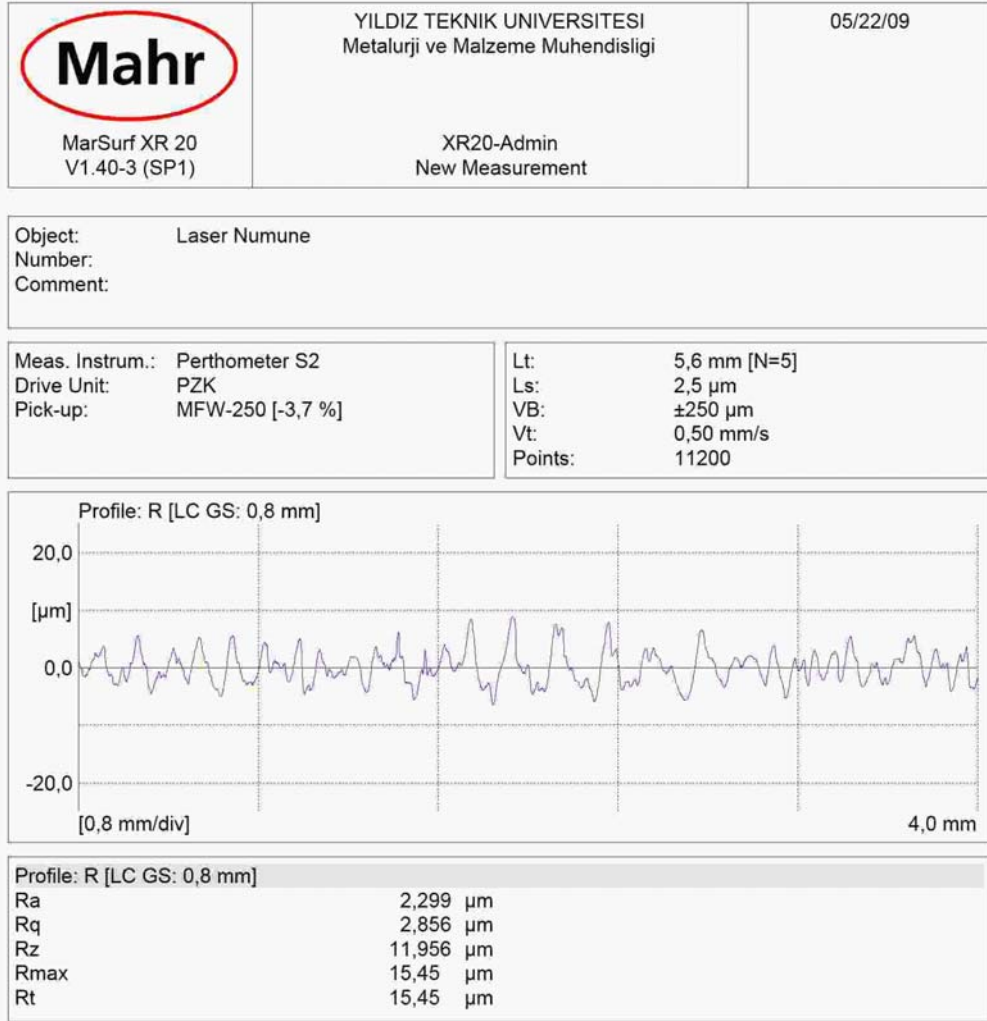 Mahr
MarSurf XR 20
V1.40-3 (SP1)
YILDIZ TEKNIK UNIVERSITESI
Metalurji ve Malzeme Muhendisligi
XR20-Admin
New Measurement
05/22/09
Object: Laser Numune
Number:
Comment:
Meas. Instrum.: Perthometer S2
Drive Unit: PZK
Pick-up: MFW-250 [-3,7 %]
Lt: 5,6 mm [N=5]
Ls: 2,5 µm
VB: ±250 µm
Vt: 0,50 mm/s
Points: 11200
Profile: R [LC GS: 0,8 mm]
20,0
[µm]
0,0
-20,0
[0,8 mm/div] 4,0 mm
Profile: R [LC GS: 0,8 mm]
Ra 2,299 µm
Rq 2,856 µm
Rz 11,956 µm
Rmax 15,45 µm
Rt 15,45 µm